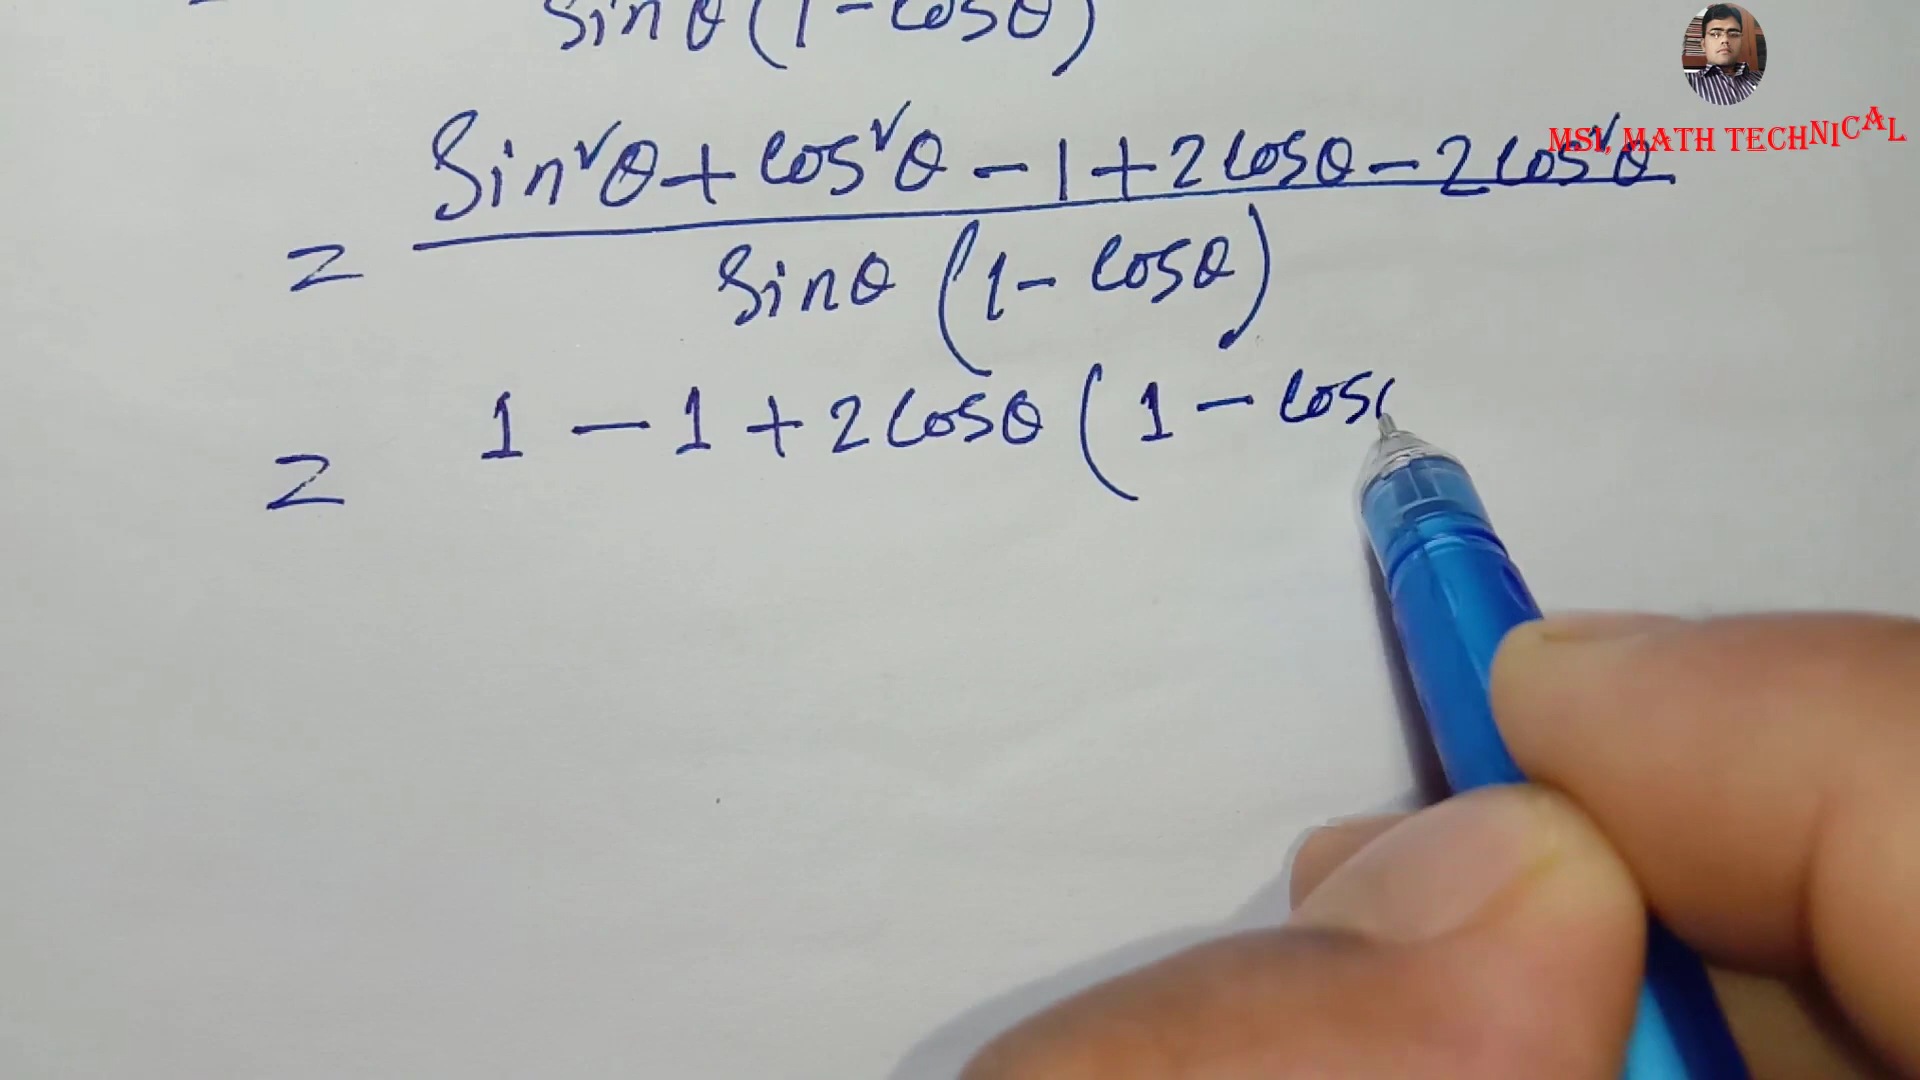 sinθ(1-cosθ)
MSI, MATH TECHNICAL
sin²θ+cos²θ-1+2cosθ-2cos²θ
=
sinθ (1-cosθ)
= 1-1+2cosθ (1-cos